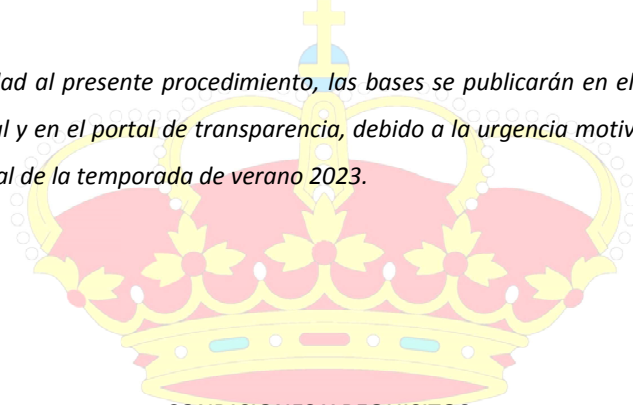 dad al presente procedimiento, las bases se publicarán en el
al y en el portal de transparencia, debido a la urgencia motiv
al de la temporada de verano 2023.